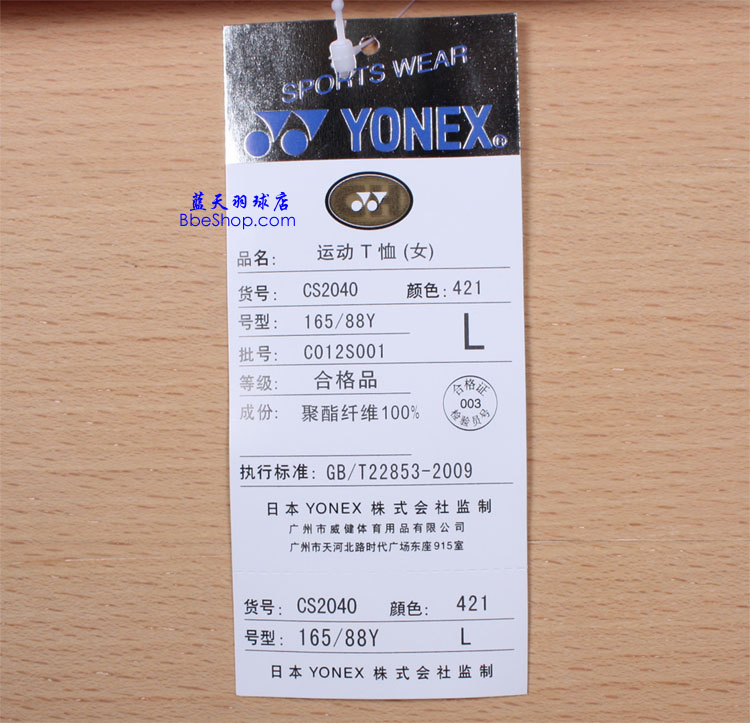 SPORTS WEAR
YONEX®
蓝天羽球店
BbeShop.com
品名: 运动T恤(女)
货号: CS2040 颜色: 421
号型: 165/88Y L
批号: C012S001
等级: 合格品
成份: 聚酯纤维100%
合格证
003
检验员号
执行标准: GB/T22853-2009
日本YONEX株式会社监制
广州市威健体育用品有限公司
广州市天河北路时代广场东座915室
货号: CS2040 顔色: 421
号型: 165/88Y L
日本YONEX株式会社监制